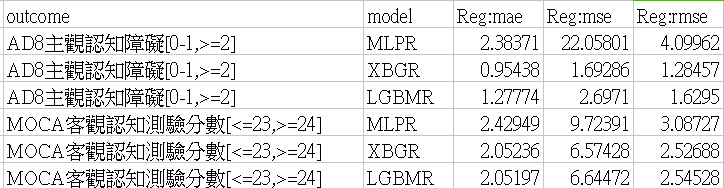 outcome model Reg:mae Reg:mse Reg:rmse
AD8主觀認知障礙[0-1,>=2] MLPR 2.38371 22.05801 4.09962
AD8主觀認知障礙[0-1,>=2] XBGR 0.95438 1.69286 1.28457
AD8主觀認知障礙[0-1,>=2] LGBMR 1.27774 2.6971 1.6295
MOCA客觀認知測驗分數[<=23,>=24] MLPR 2.42949 9.72391 3.08727
MOCA客觀認知測驗分數[<=23,>=24] XBGR 2.05236 6.57428 2.52688
MOCA客觀認知測驗分數[<=23,>=24] LGBMR 2.05197 6.64472 2.54528